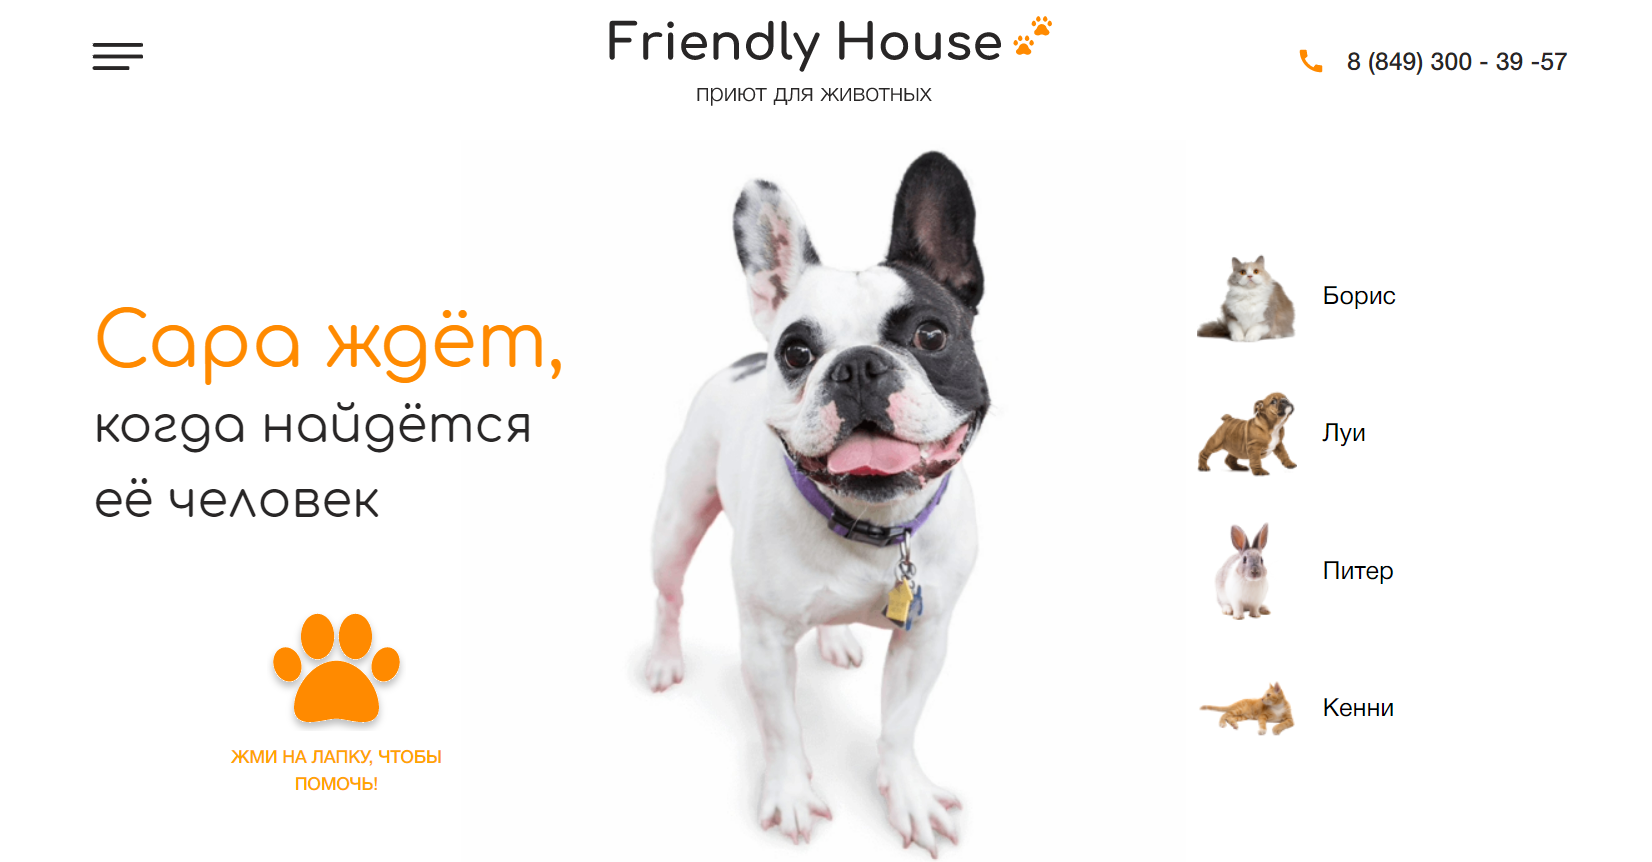 Friendly House
приют для животных
8 (849) 300 - 39 -57
Сара ждёт,
когда найдётся
её человек
ЖМИ НА ЛАПКУ, ЧТОБЫ
ПОМОЧЬ!
Борис
Луи
Питер
Кенни